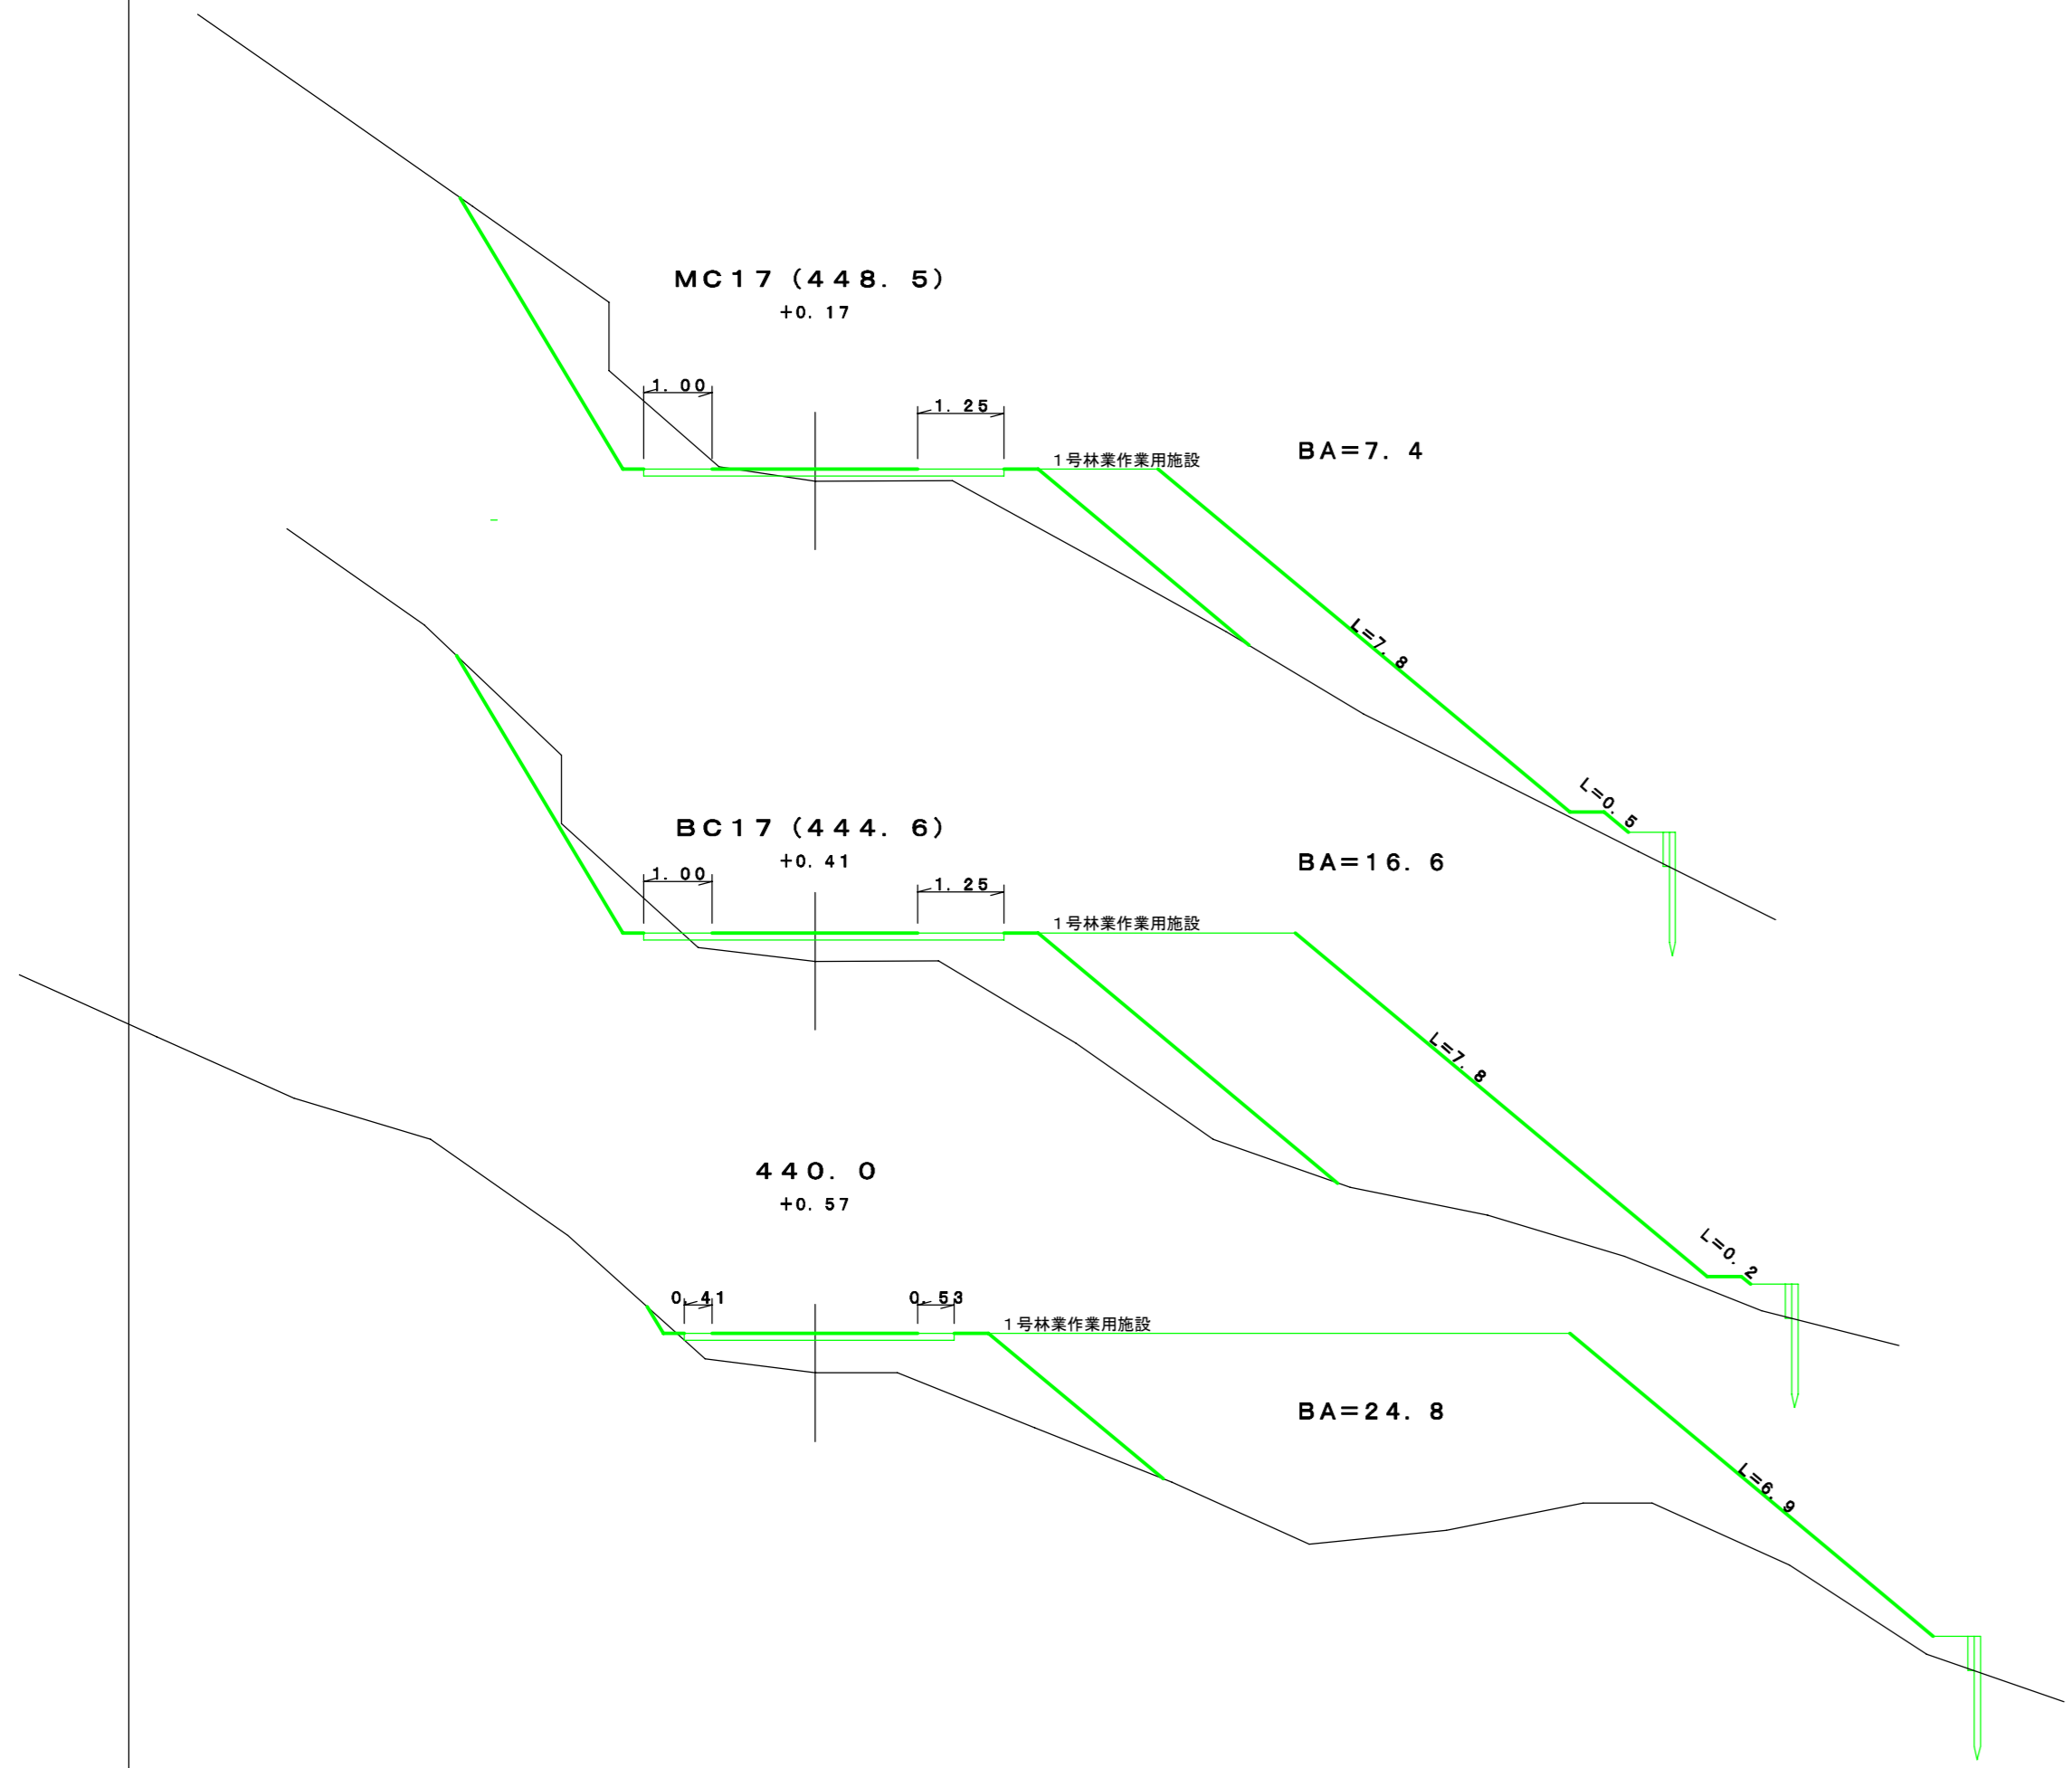 MC17 (448. 5)
+0. 17
1. 00
1. 25
1号林業作業用施設
BA=7. 4
L=7. 8
L=0. 5
BC17 (444. 6)
+0. 41
1. 00
1. 25
1号林業作業用施設
BA=16. 6
L=7. 8
L=0. 2
440. 0
+0. 57
0. 41
0. 53
1号林業作業用施設
BA=24. 8
L=6. 9